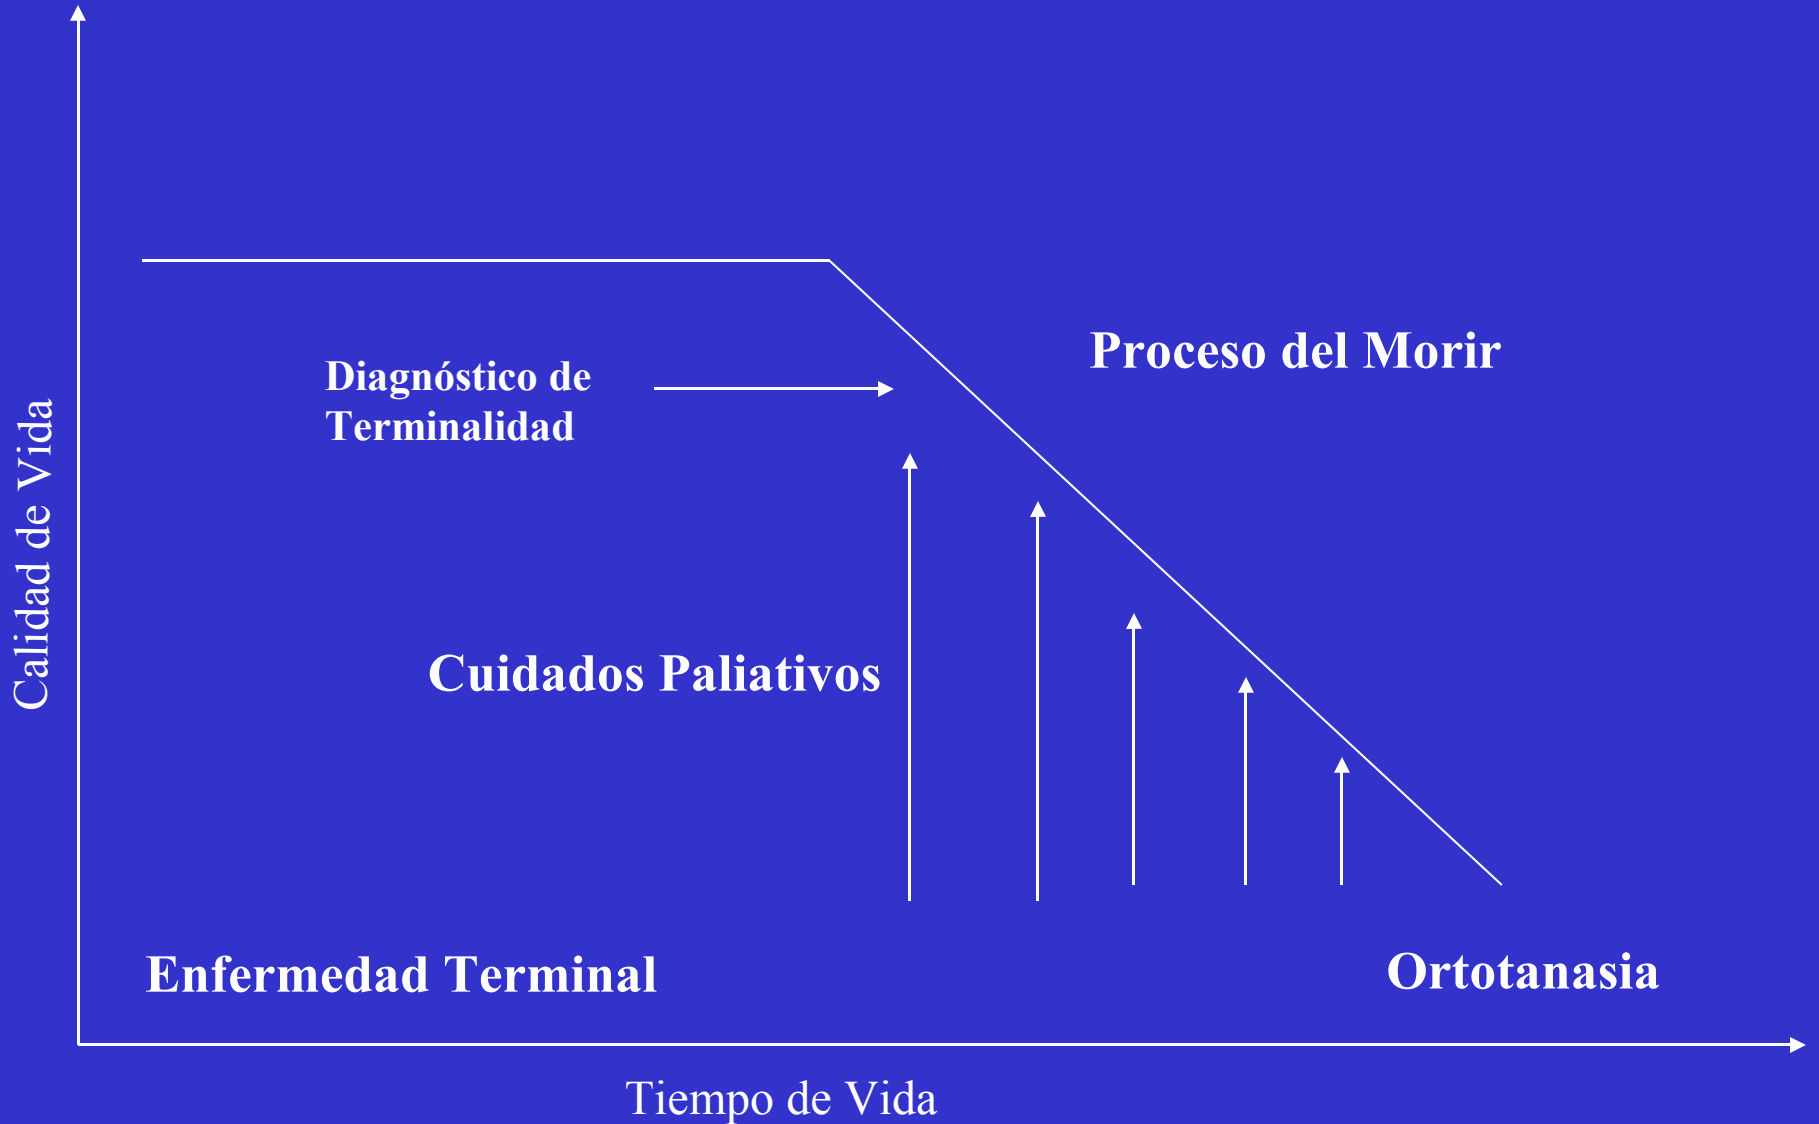 Proceso del Morir
Diagnóstico de
Terminalidad
Calidad de Vida
Cuidados Paliativos
Enfermedad Terminal
Ortotanasia
Tiempo de Vida